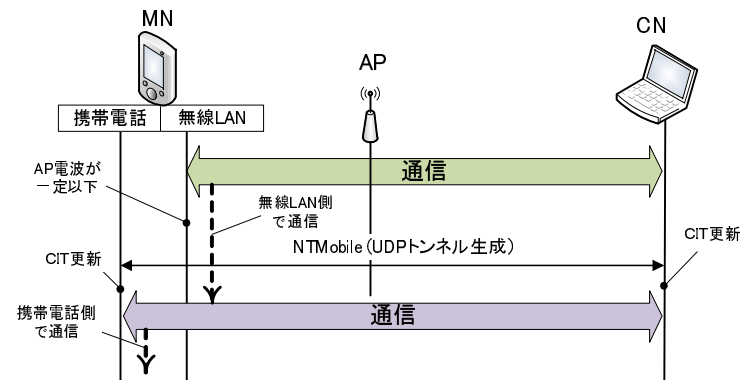 MN
CN
AP
携帯電話
無線LAN
AP電波が
一定以下
通信
無線LAN側
で通信
NTMobile(UDPトンネル生成)
CIT更新
CIT更新
携帯電話側
で通信
通信